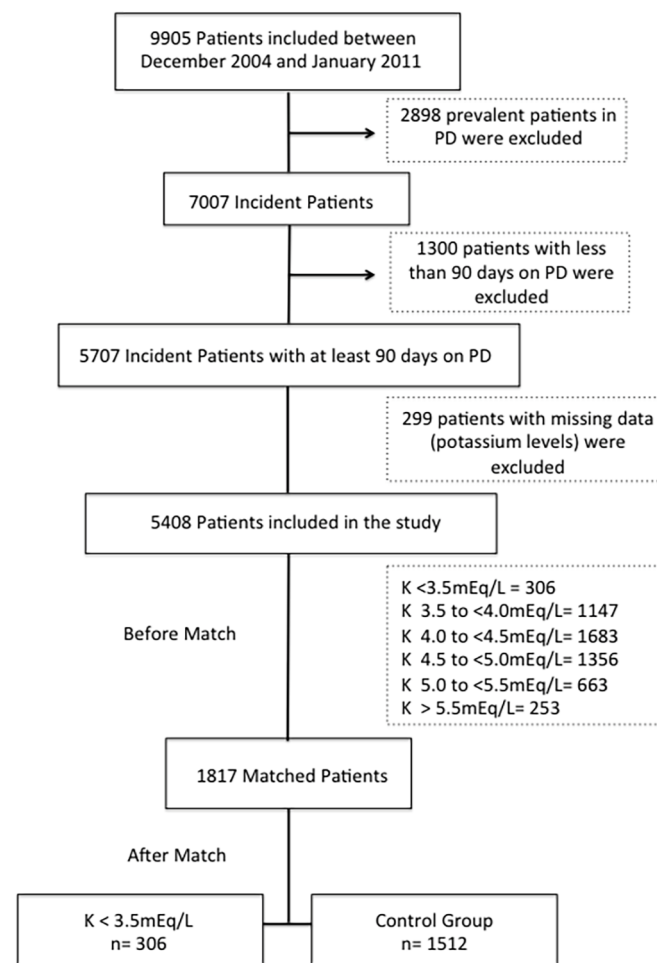 9905 Patients included between
December 2004 and January 2011
2898 prevalent patients in
PD were excluded
7007 Incident Patients
1300 patients with less
than 90 days on PD were
excluded
5707 Incident Patients with at least 90 days on PD
299 patients with missing data
(potassium levels) were
excluded
5408 Patients included in the study
K <3.5mEq/L = 306
K 3.5 to <4.0mEq/L= 1147
K 4.0 to <4.5mEq/L= 1683
K 4.5 to <5.0mEq/L= 1356
K 5.0 to <5.5mEq/L= 663
K > 5.5mEq/L= 253
Before Match
1817 Matched Patients
After Match
K < 3.5mEq/L
n= 306
Control Group
n= 1512